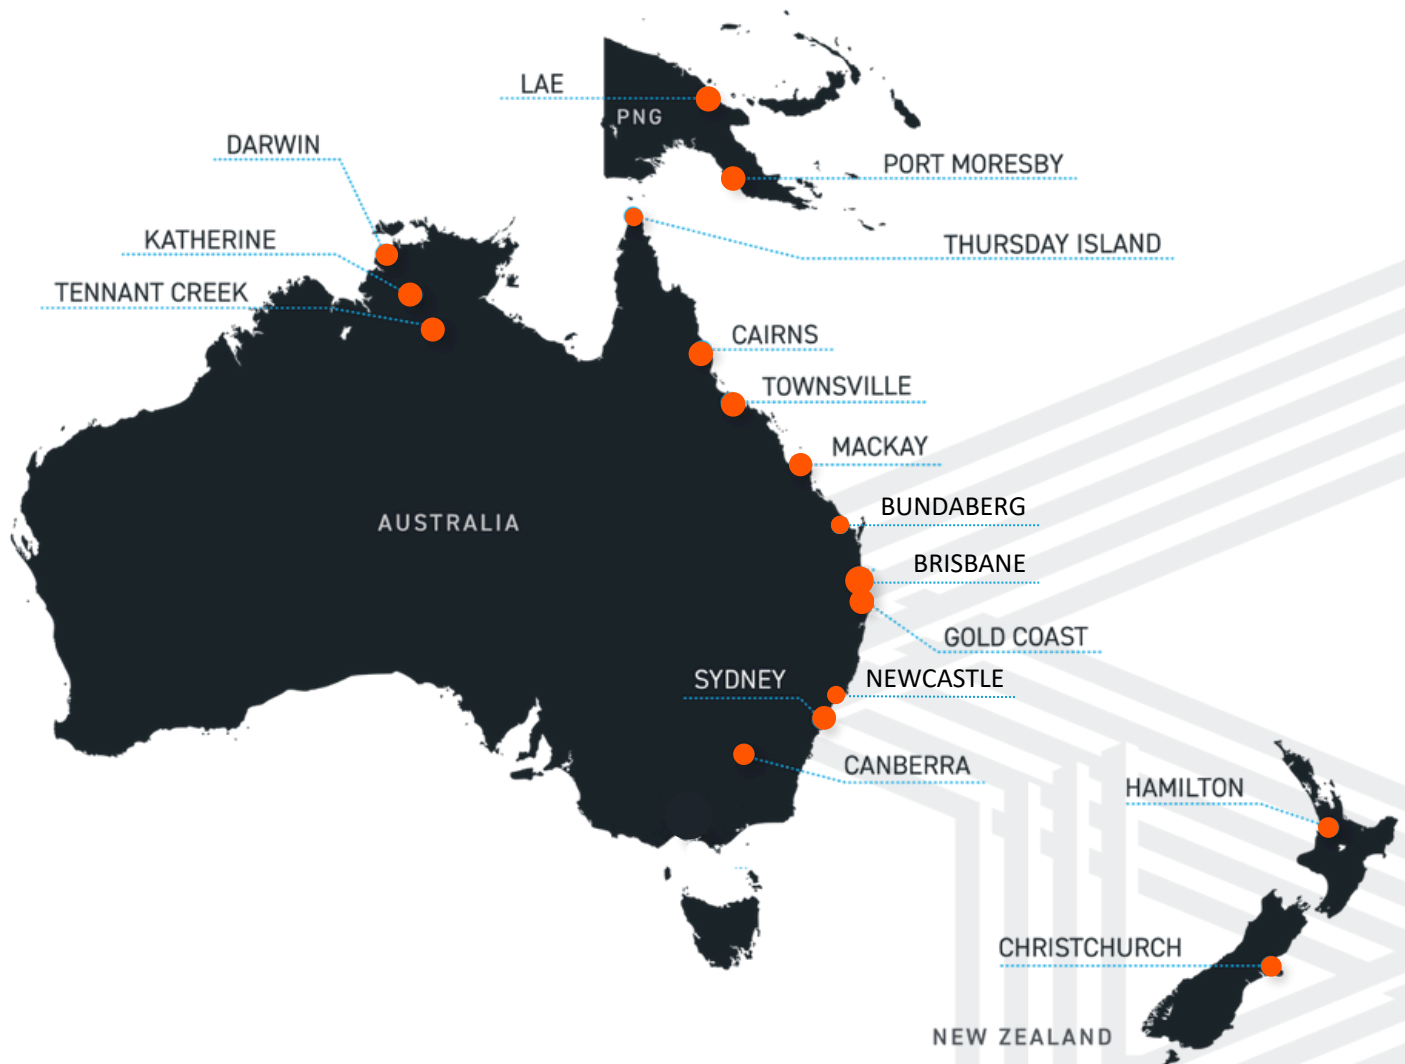 LAE
PNG
DARWIN
PORT MORESBY
KATHERINE
THURSDAY ISLAND
TENNANT CREEK
CAIRNS
TOWNSVILLE
MACKAY
BUNDABERG
AUSTRALIA
BRISBANE
GOLD COAST
SYDNEY
NEWCASTLE
CANBERRA
HAMILTON
CHRISTCHURCH
NEW ZEALAND